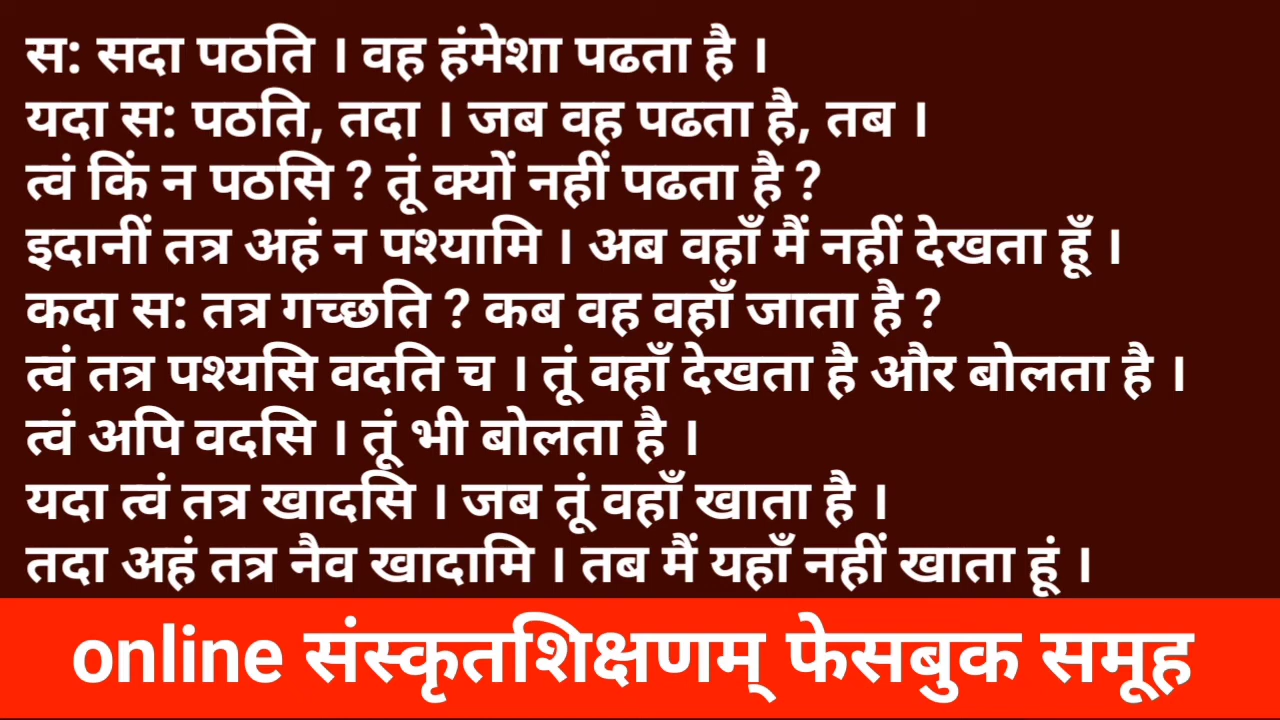 स: सदा पठति । वह हंमेशा पढता है ।
यदा स: पठति, तदा । जब वह पढता है, तब ।
त्वं किं न पठसि ? तूं क्यों नहीं पढता है ?
इदानीं तत्र अहं न पश्यामि । अब वहाँ मैं नहीं देखता हूँ ।
कदा स: तत्र गच्छति ? कब वह वहाँ जाता है ?
त्वं तत्र पश्यसि वदति च । तूं वहाँ देखता है और बोलता है ।
त्वं अपि वदसि । तूं भी बोलता है ।
यदा त्वं तत्र खादसि । जब तूं वहाँ खाता है ।
तदा अहं तत्र नैव खादामि । तब मैं यहाँ नहीं खाता हूं ।
online संस्कृतशिक्षणम् फेसबुक समूह